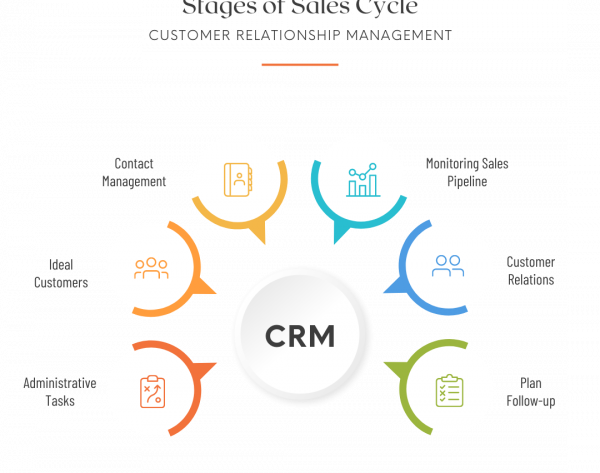 Stages of Sales Cycle
CUSTOMER RELATIONSHIP MANAGEMENT
Contact
Management
Monitoring Sales
Pipeline
Ideal
Customers
Customer
Relations
CRM
Administrative
Tasks
Plan
Follow-up